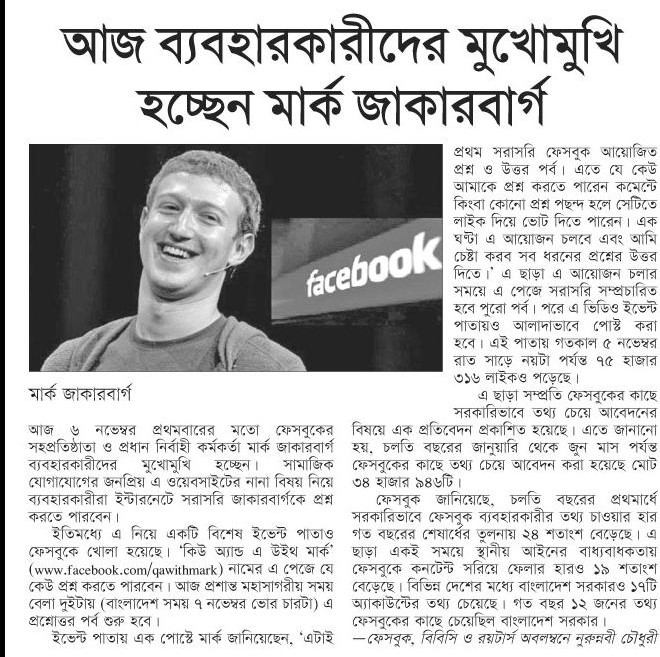 আজ ব্যবহারকারীদের মুখোমুখি
হচ্ছেন মার্ক জাকারবার্গ
facebook
মার্ক জাকারবার্গ
আজ ৬ নভেম্বর প্রথমবারের মতো ফেসবুকের
সহপ্রতিষ্ঠাতা ও প্রধান নির্বাহী কর্মকর্তা মার্ক জাকারবার্গ
ব্যবহারকারীদের মুখোমুখি হচ্ছেন। সামাজিক
যোগাযোগের জনপ্রিয় এ ওয়েবসাইটের নানা বিষয় নিয়ে
ব্যবহারকারীরা ইন্টারনেটে সরাসরি জাকারবার্গকে প্রশ্ন
করতে পারবেন।
ইতিমধ্যে এ নিয়ে একটি বিশেষ ইভেন্ট পাতাও
ফেসবুকে খোলা হয়েছে। ‘কিউ অ্যান্ড এ উইথ মার্ক’
(www.facebook.com/qawithmark) নামের এ পেজে যে
কেউ প্রশ্ন করতে পারবেন। আজ প্রশান্ত মহাসাগরীয় সময়
বেলা দুইটায় (বাংলাদেশ সময় ৭ নভেম্বর ভোর চারটা) এ
প্রশ্নোত্তর পর্ব শুরু হবে।
ইভেন্ট পাতায় এক পোস্টে মার্ক জানিয়েছেন, ‘এটাই
প্রথম সরাসরি ফেসবুক আয়োজিত
প্রশ্ন ও উত্তর পর্ব। এতে যে কেউ
আমাকে প্রশ্ন করতে পারেন কমেন্টে
কিংবা কোনো প্রশ্ন পছন্দ হলে সেটিতে
লাইক দিয়ে ভোট দিতে পারেন। এক
ঘণ্টা এ আয়োজন চলবে এবং আমি
চেষ্টা করব সব ধরনের প্রশ্নের উত্তর
দিতে।’ এ ছাড়া এ আয়োজন চলার
সময়ে এ পেজে সরাসরি সম্প্রচারিত
হবে পুরো পর্ব। পরে এ ভিডিও ইভেন্ট
পাতায়ও আলাদাভাবে পোস্ট করা
হবে। এই পাতায় গতকাল ৫ নভেম্বর
রাত সাড়ে নয়টা পর্যন্ত ৭৫ হাজার
৩১৬ লাইকও পড়েছে।
এ ছাড়া সম্প্রতি ফেসবুকের কাছে
সরকারিভাবে তথ্য চেয়ে আবেদনের
বিষয়ে এক প্রতিবেদন প্রকাশিত হয়েছে। এতে জানানো
হয়, চলতি বছরের জানুয়ারি থেকে জুন মাস পর্যন্ত
ফেসবুকের কাছে তথ্য চেয়ে আবেদন করা হয়েছে মোট
৩৪ হাজার ৯৪৬টি।
ফেসবুক জানিয়েছে, চলতি বছরের প্রথমার্ধে
সরকারিভাবে ফেসবুক ব্যবহারকারীর তথ্য চাওয়ার হার
গত বছরের শেষার্ধের তুলনায় ২৪ শতাংশ বেড়েছে। এ
ছাড়া একই সময়ে স্থানীয় আইনের বাধ্যবাধকতায়
ফেসবুকে কনটেন্ট সরিয়ে ফেলার হারও ১৯ শতাংশ
বেড়েছে। বিভিন্ন দেশের মধ্যে বাংলাদেশ সরকারও ১৭টি
অ্যাকাউন্টের তথ্য চেয়েছে। গত বছর ১২ জনের তথ্য
ফেসবুকের কাছে চেয়েছিল বাংলাদেশ সরকার।
—ফেসবুক, বিবিসি ও রয়টার্স অবলম্বনে নুরুন্নবী চৌধুরী